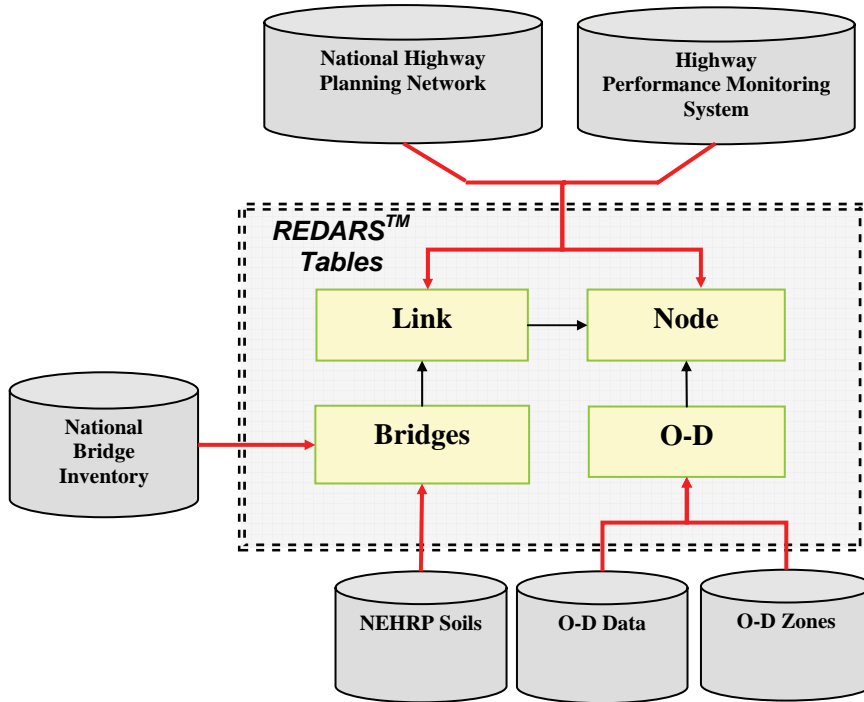 National Highway
Planning Network
Highway
Performance Monitoring
System
REDARS™
Tables
Link
Node
National
Bridge
Inventory
Bridges
O-D
NEHRP Soils
O-D Data
O-D Zones